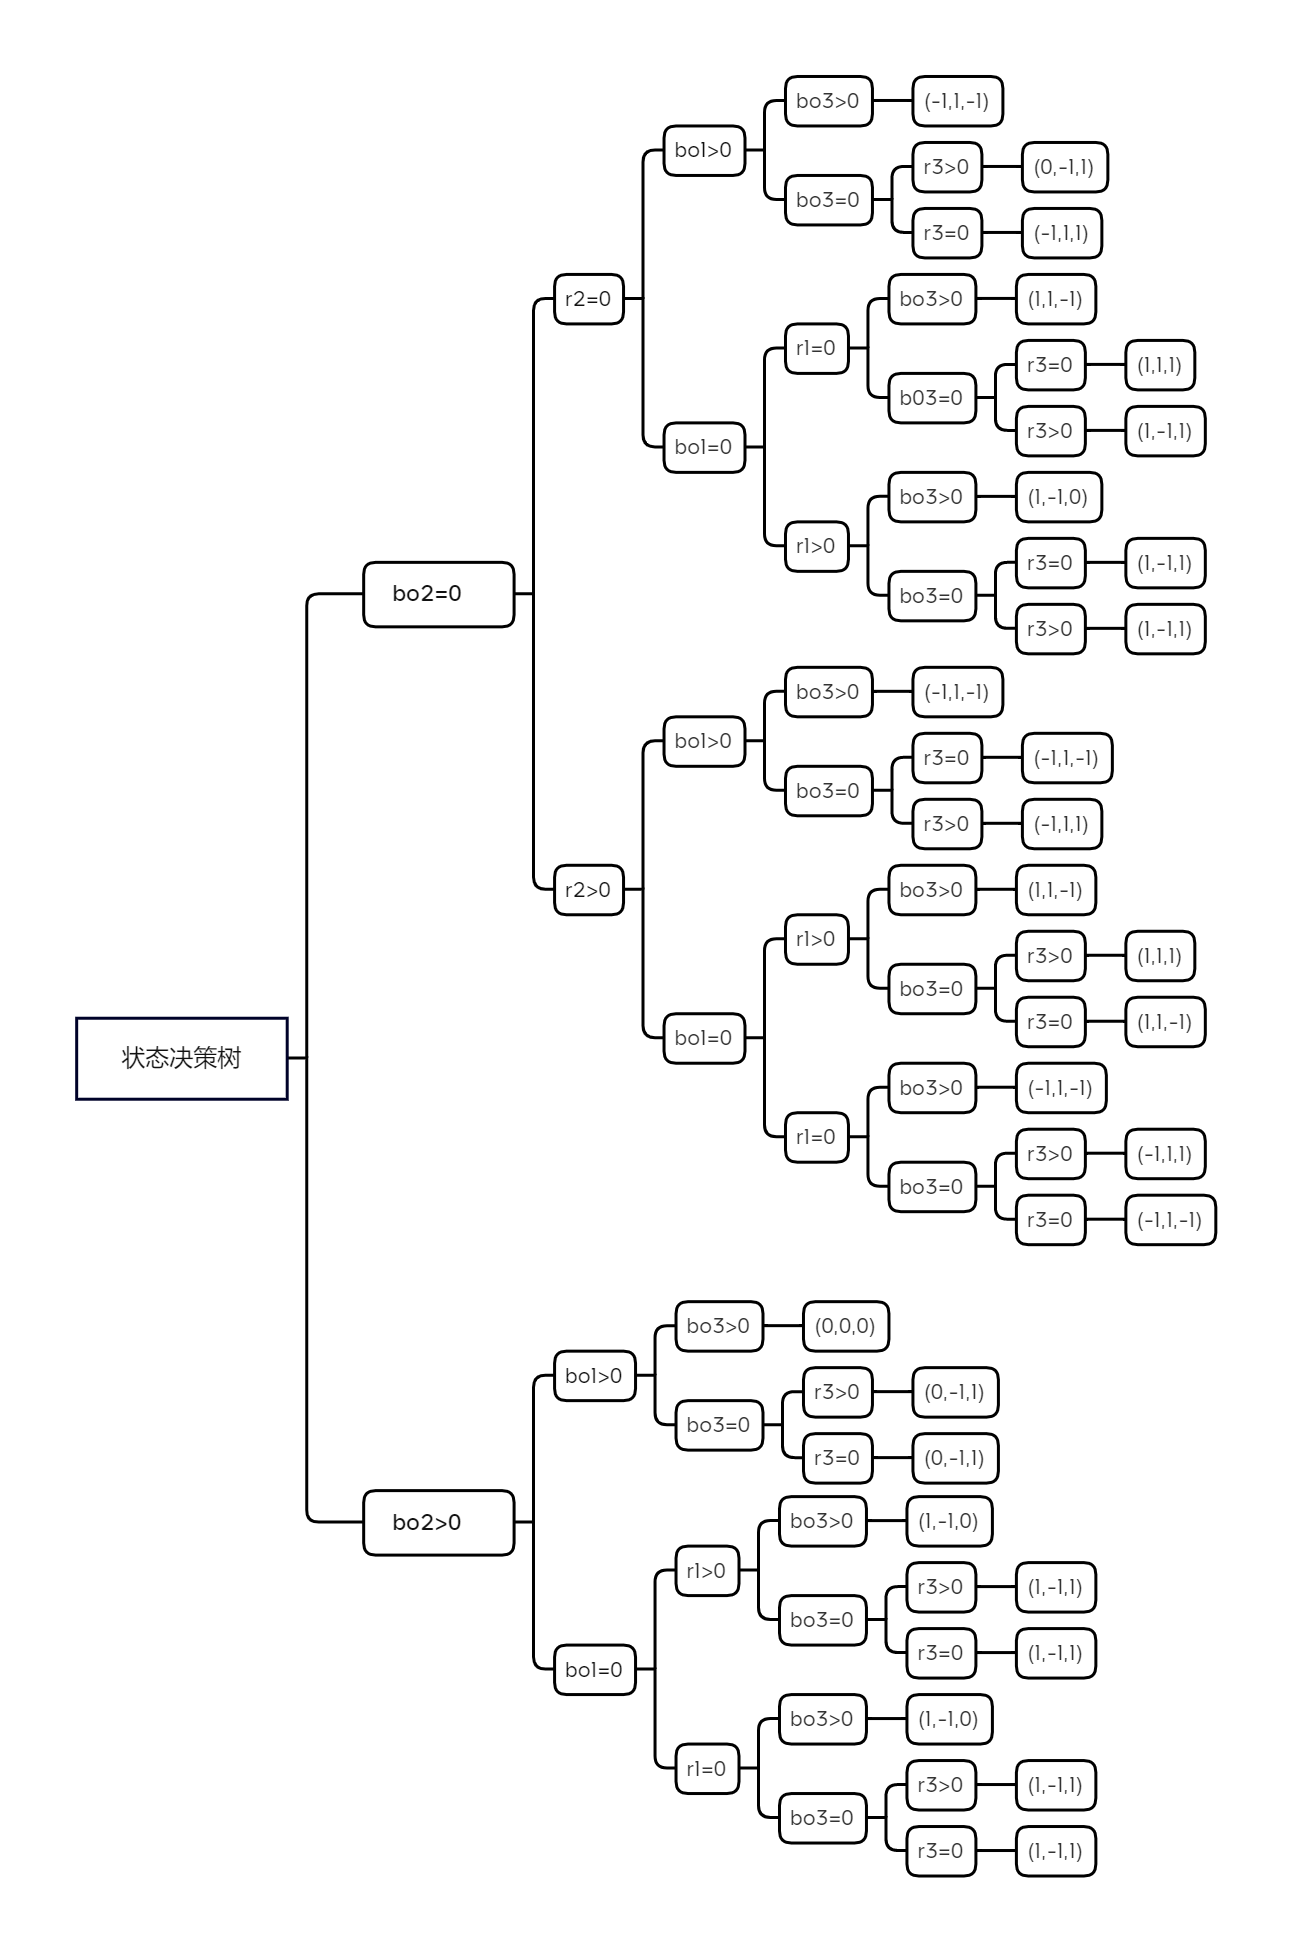 状态决策树
bo2=0
r2=0
bo1>0
bo3>0
(-1,1,-1)
bo3=0
r3>0
(0,-1,1)
r3=0
(-1,1,1)
bo1=0
r1=0
bo3>0
(1,1,-1)
b03=0
r3=0
(1,1,1)
r3>0
(1,-1,1)
r1>0
bo3>0
(1,-1,0)
bo3=0
r3=0
(1,-1,1)
r3>0
(1,-1,1)
r2>0
bo1>0
bo3>0
(-1,1,-1)
bo3=0
r3=0
(-1,1,-1)
r3>0
(-1,1,1)
bo1=0
r1>0
bo3>0
(1,1,-1)
bo3=0
r3>0
(1,1,1)
r3=0
(1,1,-1)
r1=0
bo3>0
(-1,1,-1)
bo3=0
r3>0
(-1,1,1)
r3=0
(-1,1,-1)
bo2>0
bo1>0
bo3>0
(0,0,0)
bo3=0
r3>0
(0,-1,1)
r3=0
(0,-1,1)
bo1=0
r1>0
bo3>0
(1,-1,0)
bo3=0
r3>0
(1,-1,1)
r3=0
(1,-1,1)
r1=0
bo3>0
(1,-1,0)
bo3=0
r3>0
(1,-1,1)
r3=0
(1,-1,1)